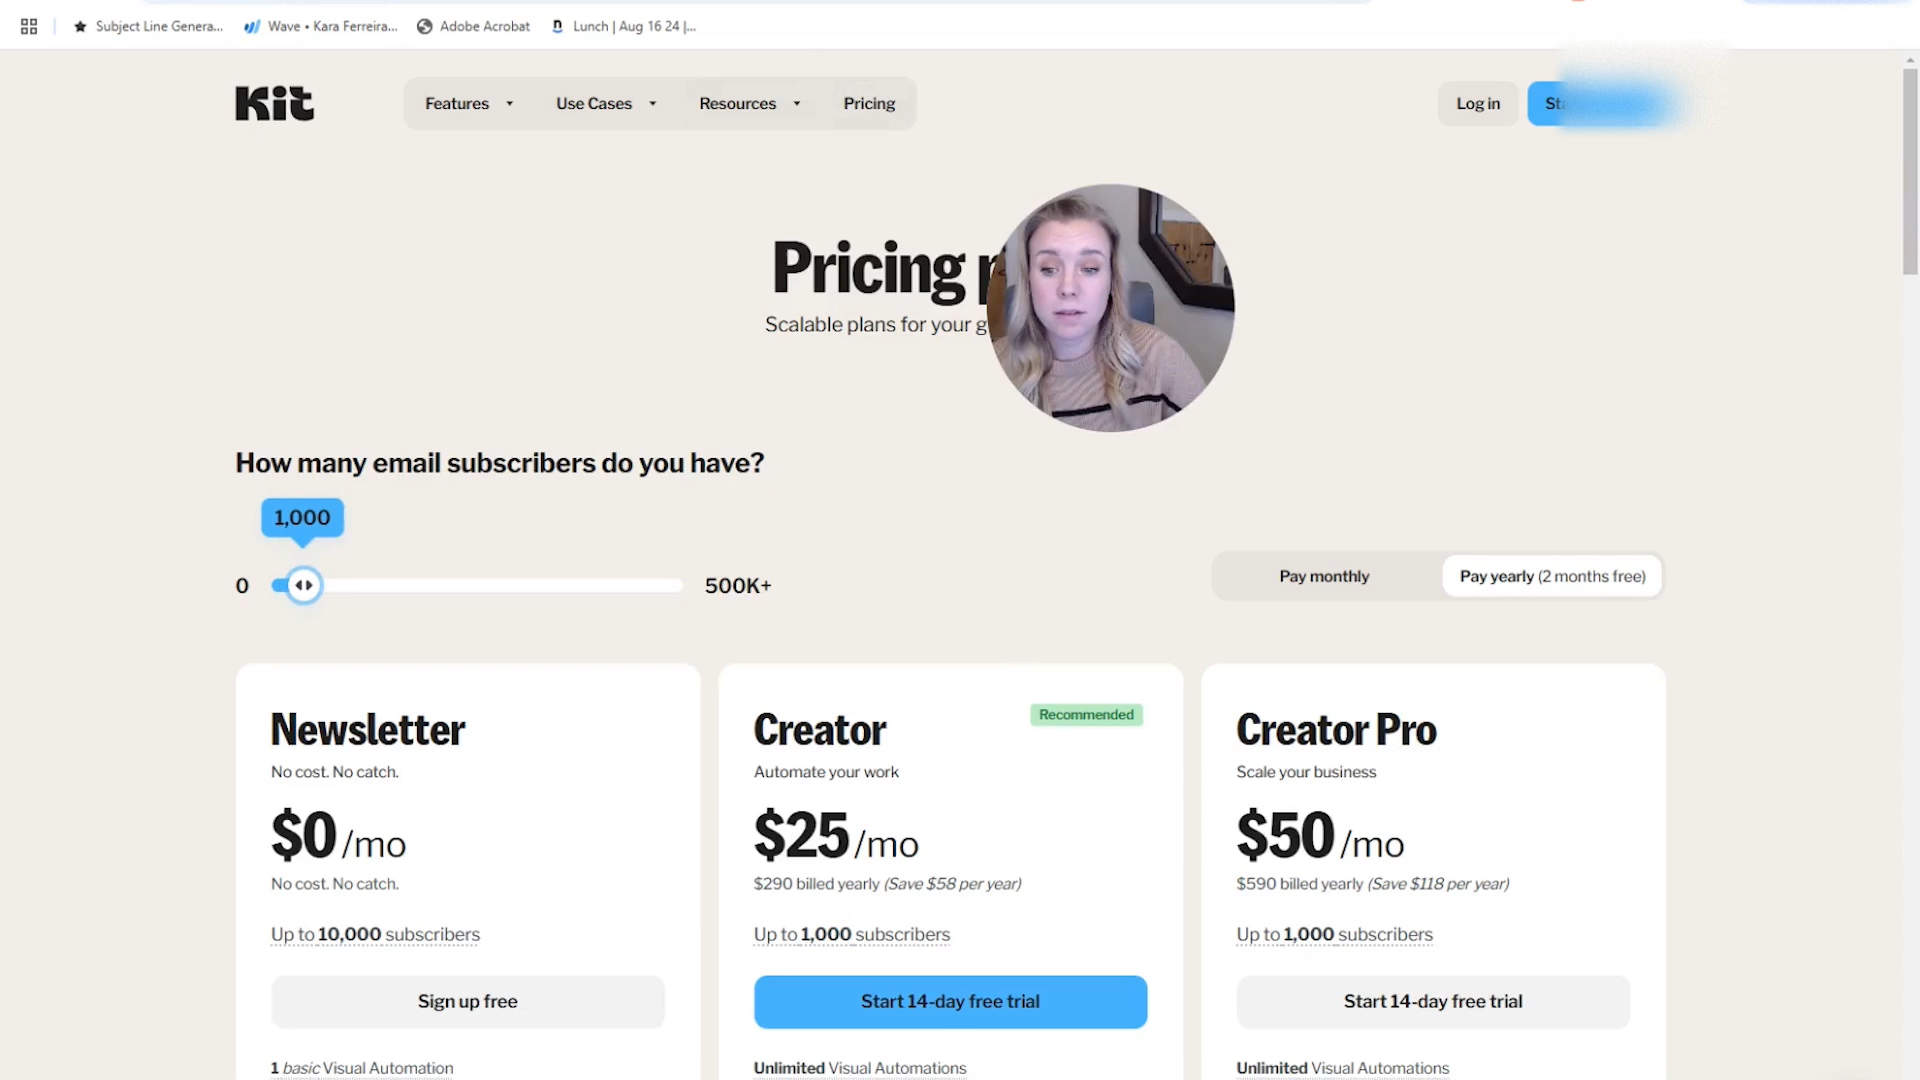 Subject Line Genera...
Wave • Kara Ferreira...
Adobe Acrobat
Lunch | Aug 16 24 |...
Kit
Features
Use Cases
Resources
Pricing
Log in
Pricing
Scalable plans for your
How many email subscribers do you have?
1,000
0
500K+
Pay monthly
Pay yearly (2 months free)
Newsletter
No cost. No catch.
$0/mo
No cost. No catch.
Up to 10,000 subscribers
Sign up free
1 basic Visual Automation
Creator
Recommended
Automate your work
$25/mo
$290 billed yearly (Save $58 per year)
Up to 1,000 subscribers
Start 14-day free trial
Unlimited Visual Automations
Creator Pro
Scale your business
$50/mo
$590 billed yearly (Save $118 per year)
Up to 1,000 subscribers
Start 14-day free trial
Unlimited Visual Automations